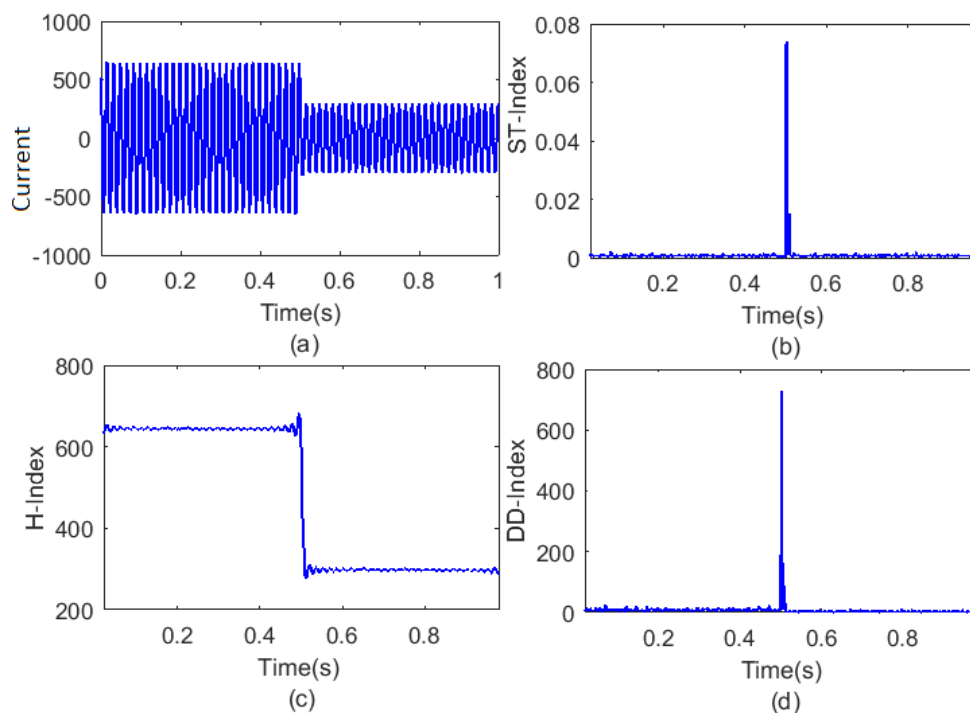 1000
500
0
-500
-1000
Current
0 0.2 0.4 0.6 0.8 1
Time(s)
(a)
0.08
0.06
0.04
0.02
0
ST-Index
0.2 0.4 0.6 0.8
Time(s)
(b)
800
600
400
200
H-Index
0.2 0.4 0.6 0.8
Time(s)
(c)
800
600
400
200
0
DD-Index
0.2 0.4 0.6 0.8
Time(s)
(d)